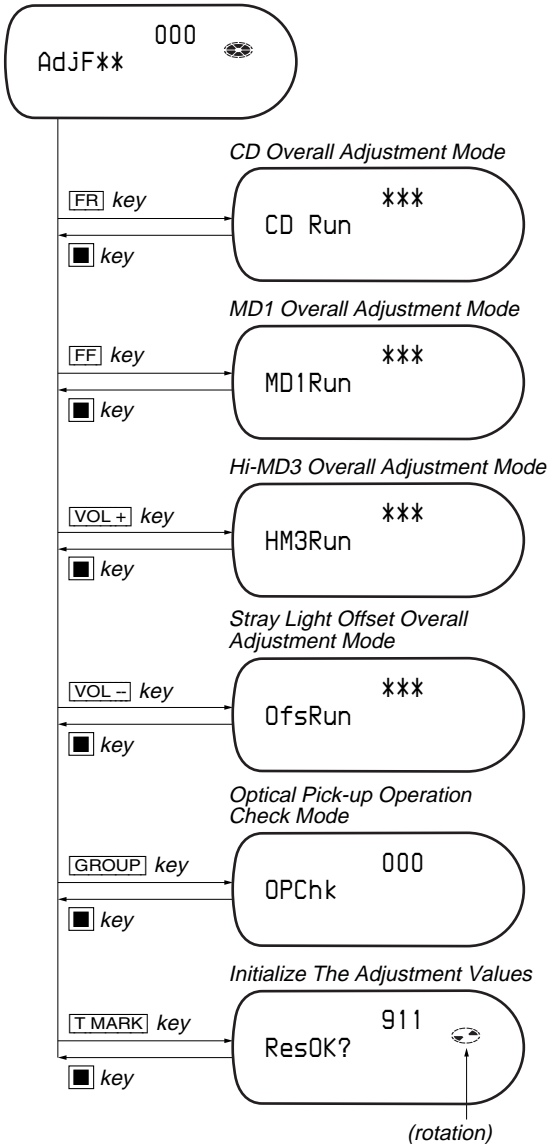 000
AdjF**
CD Overall Adjustment Mode
FR key
***
CD Run
■ key
MD1 Overall Adjustment Mode
FF key
***
MD1Run
■ key
Hi-MD3 Overall Adjustment Mode
VOL + key
***
HM3Run
■ key
Stray Light Offset Overall
Adjustment Mode
VOL -- key
***
OfsRun
■ key
Optical Pick-up Operation
Check Mode
GROUP key
000
OPChk
■ key
Initialize The Adjustment Values
T MARK key
911
ResOK?
■ key
(rotation)